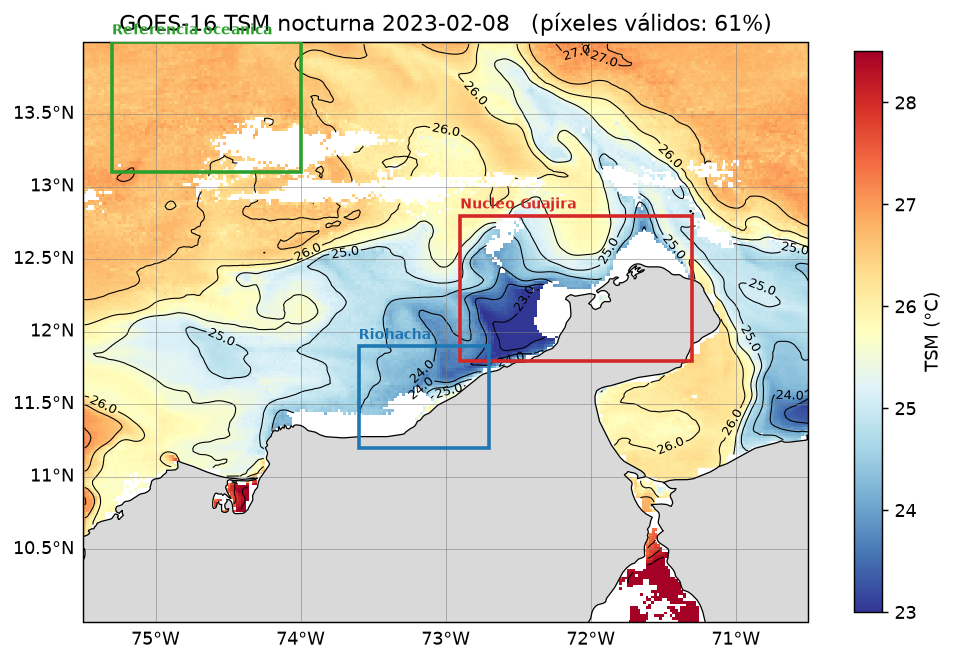 GOES-16 TSM nocturna 2023-02-08 (píxeles válidos: 61%)
Referencia oceánica
27.0
27.0
28
13.5°N
26.0
26.0
13°N
26.0
27
Núcleo Guajira
12.5°N
26.0
25.0
25.0
25.0
25.0
TSM (°C)
26
25.0
23.0
12°N
Riohacha
25.0
25.0
24.0
24.0
24.0
25.0
25
24.0
11.5°N
26.0
26.0
26.0
11°N
24
10.5°N
23
75°W
74°W
73°W
72°W
71°W